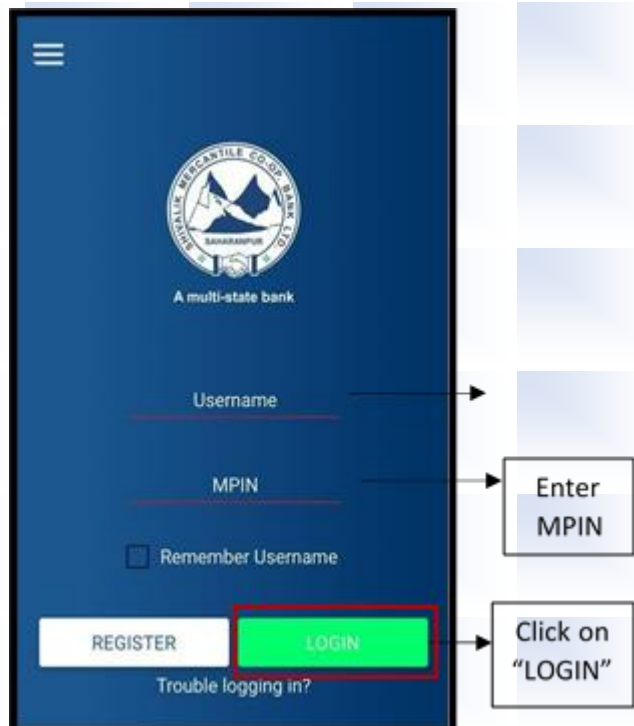 SHIVALIK MERCANTILE CO-OP. BANK LTD.
SAHARANPUR
A multi-state bank
Username
MPIN
Enter
MPIN
Remember Username
REGISTER
LOGIN
Click on
“LOGIN”
Trouble logging in?